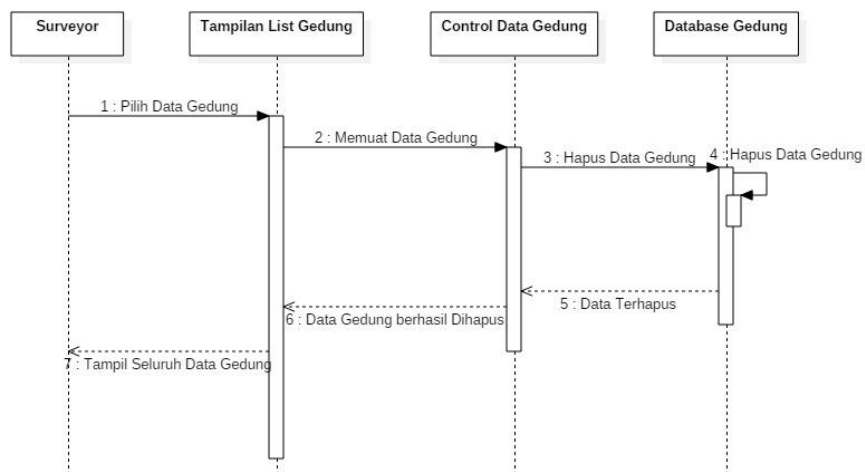 Surveyor
Tampilan List Gedung
Control Data Gedung
Database Gedung
1 : Pilih Data Gedung
2 : Memuat Data Gedung
3 : Hapus Data Gedung
4 : Hapus Data Gedung
5 : Data Terhapus
6 : Data Gedung berhasil Dihapus
7 : Tampil Seluruh Data Gedung